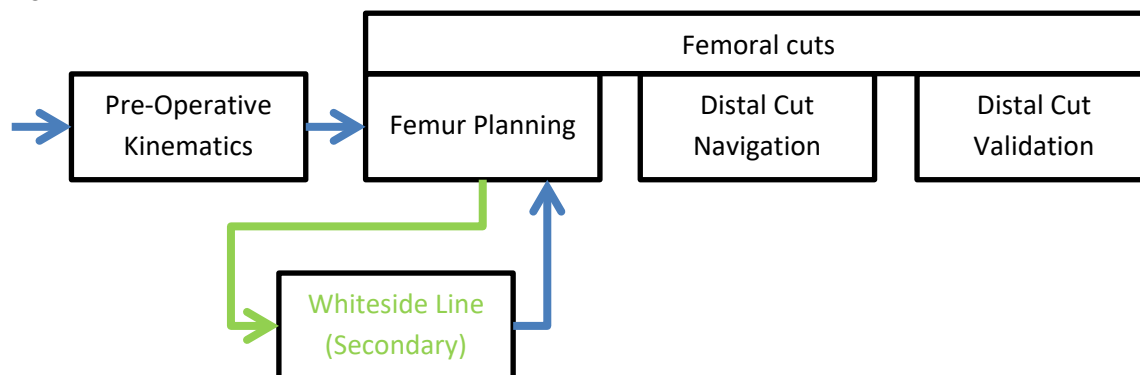 Femoral cuts
Pre-Operative
Kinematics
Femur Planning
Distal Cut
Navigation
Distal Cut
Validation
Whiteside Line
(Secondary)